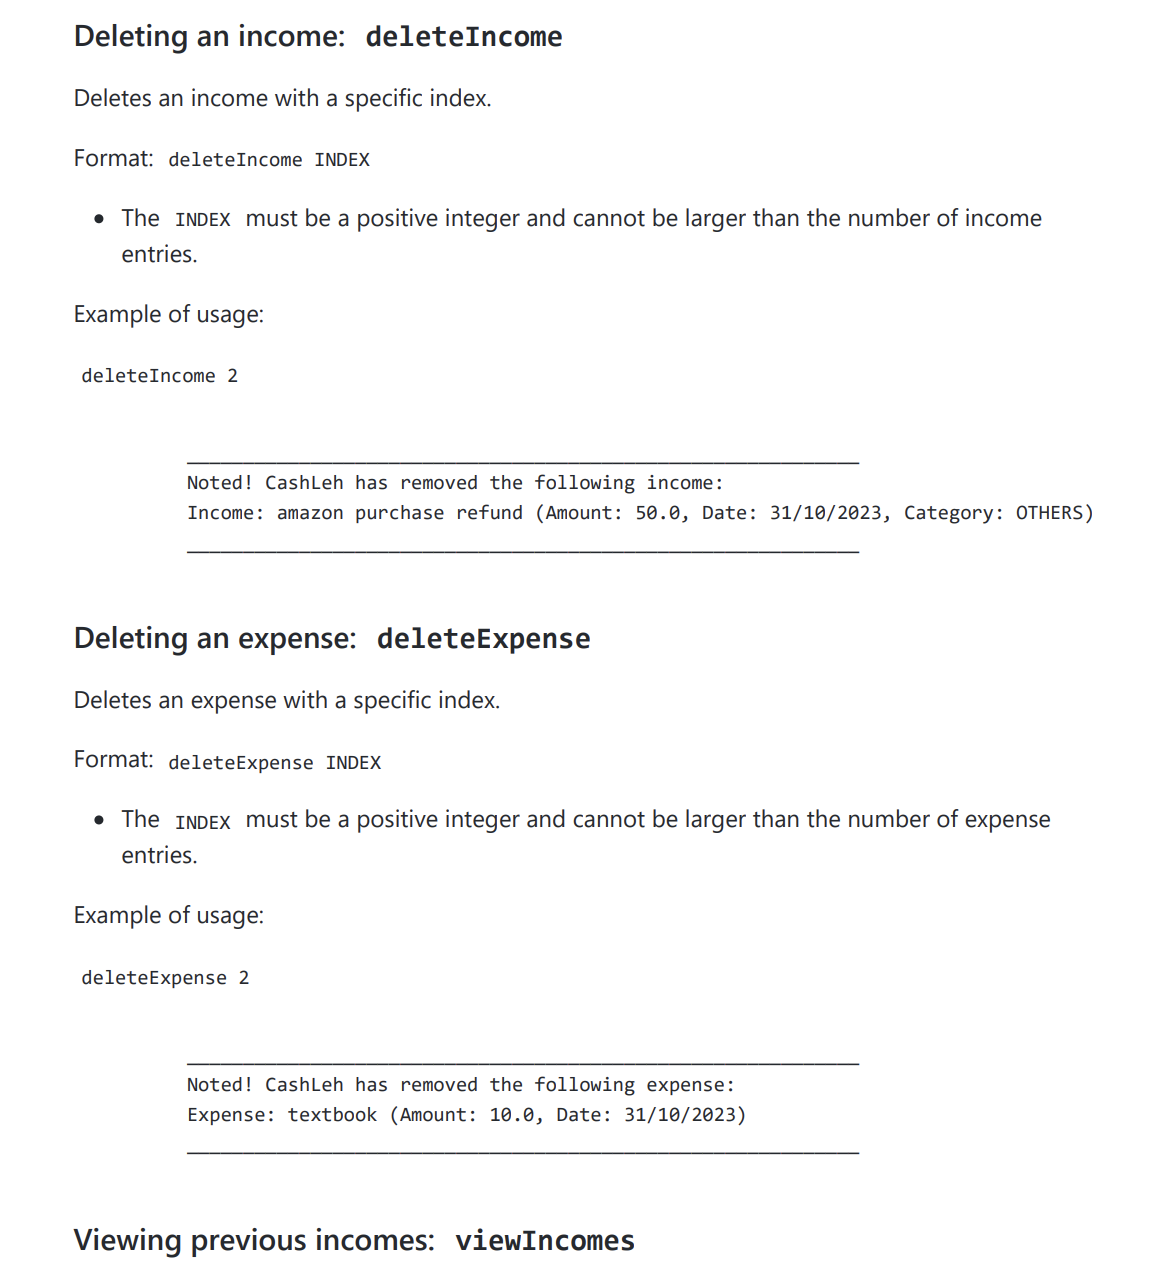 Deleting an income: deleteIncome
Deletes an income with a specific index.
Format: deleteIncome INDEX
• The INDEX must be a positive integer and cannot be larger than the number of income
entries.
Example of usage:
deleteIncome 2
____________________________________________________________
Noted! CashLeh has removed the following income:
Income: amazon purchase refund (Amount: 50.0, Date: 31/10/2023, Category: OTHERS)
____________________________________________________________
Deleting an expense: deleteExpense
Deletes an expense with a specific index.
Format: deleteExpense INDEX
• The INDEX must be a positive integer and cannot be larger than the number of expense
entries.
Example of usage:
deleteExpense 2
____________________________________________________________
Noted! CashLeh has removed the following expense:
Expense: textbook (Amount: 10.0, Date: 31/10/2023)
____________________________________________________________
Viewing previous incomes: viewIncomes